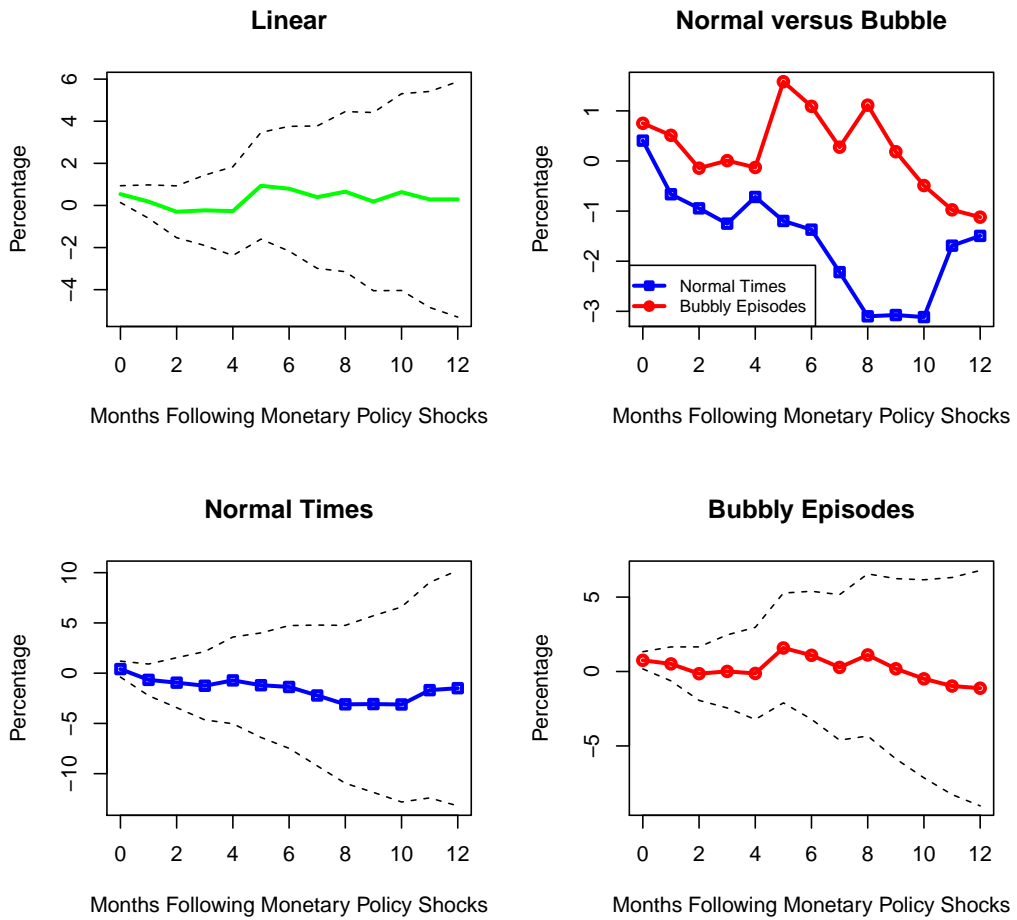 Linear
Percentage
6
4
2
0
−2
−4
0 2 4 6 8 10 12
Months Following Monetary Policy Shocks
Normal versus Bubble
Percentage
1
0
−1
−2
−3
Normal Times
Bubbly Episodes
0 2 4 6 8 10 12
Months Following Monetary Policy Shocks
Normal Times
Percentage
10
5
0
−5
−10
0 2 4 6 8 10 12
Months Following Monetary Policy Shocks
Bubbly Episodes
Percentage
5
0
−5
0 2 4 6 8 10 12
Months Following Monetary Policy Shocks